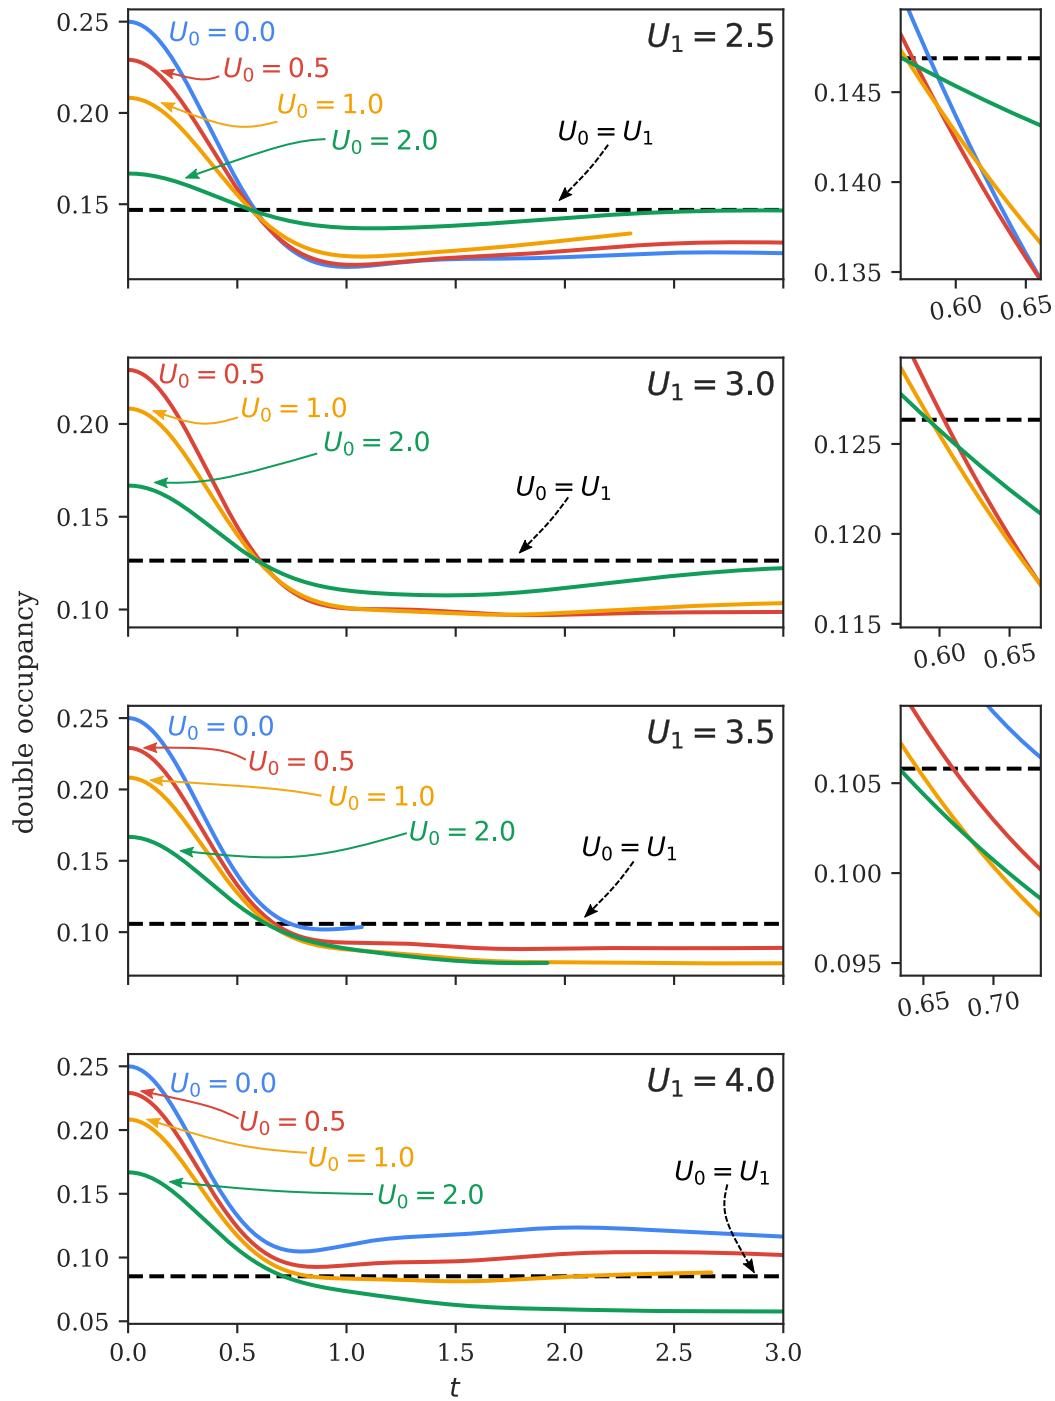 double occupancy
0.25
0.20
0.15
U₀ = 0.0
U₀ = 0.5
U₀ = 1.0
U₀ = 2.0
U₀ = U₁
U₁ = 2.5
0.145
0.140
0.135
0.60 0.65
0.20
0.15
0.10
U₀ = 0.5
U₀ = 1.0
U₀ = 2.0
U₀ = U₁
U₁ = 3.0
0.125
0.120
0.115
0.60 0.65
0.25
0.20
0.15
0.10
U₀ = 0.0
U₀ = 0.5
U₀ = 1.0
U₀ = 2.0
U₀ = U₁
U₁ = 3.5
0.105
0.100
0.095
0.65 0.70
0.25
0.20
0.15
0.10
0.05
U₀ = 0.0
U₀ = 0.5
U₀ = 1.0
U₀ = 2.0
U₀ = U₁
U₁ = 4.0
0.0 0.5 1.0 1.5 2.0 2.5 3.0
t